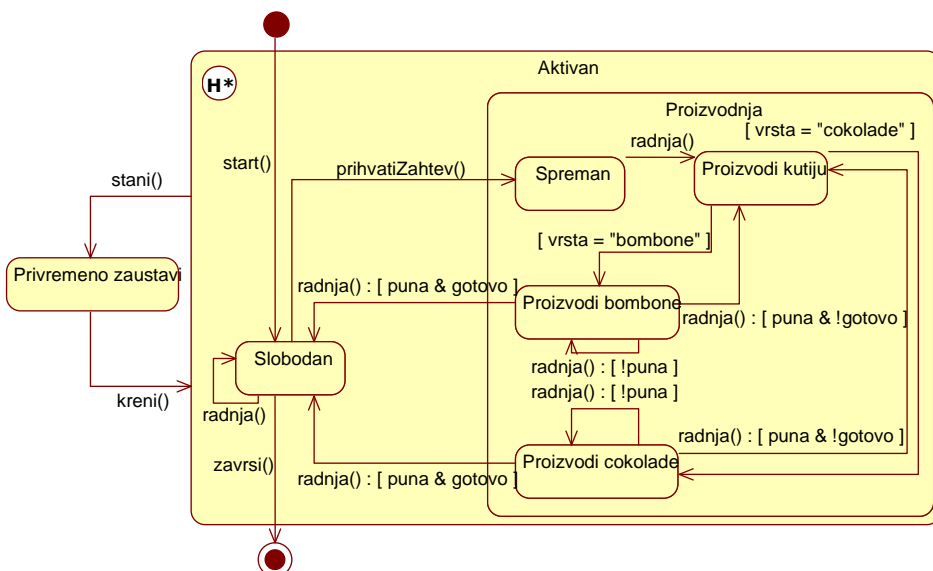 Aktivan
H*
Proizvodnja
[ vrsta = "cokolade" ]
radnja()
start()
prihvatiZahtev()
Spreman
Proizvodi kutiju
stani()
[ vrsta = "bombone" ]
Privremeno zaustavi
radnja() : [ puna & gotovo ]
Proizvodi bombone
radnja() : [ puna & !gotovo ]
Slobodan
radnja() : [ !puna ]
radnja() : [ !puna ]
kreni()
radnja()
radnja() : [ puna & !gotovo ]
zavrsi()
Proizvodi cokolade
radnja() : [ puna & gotovo ]